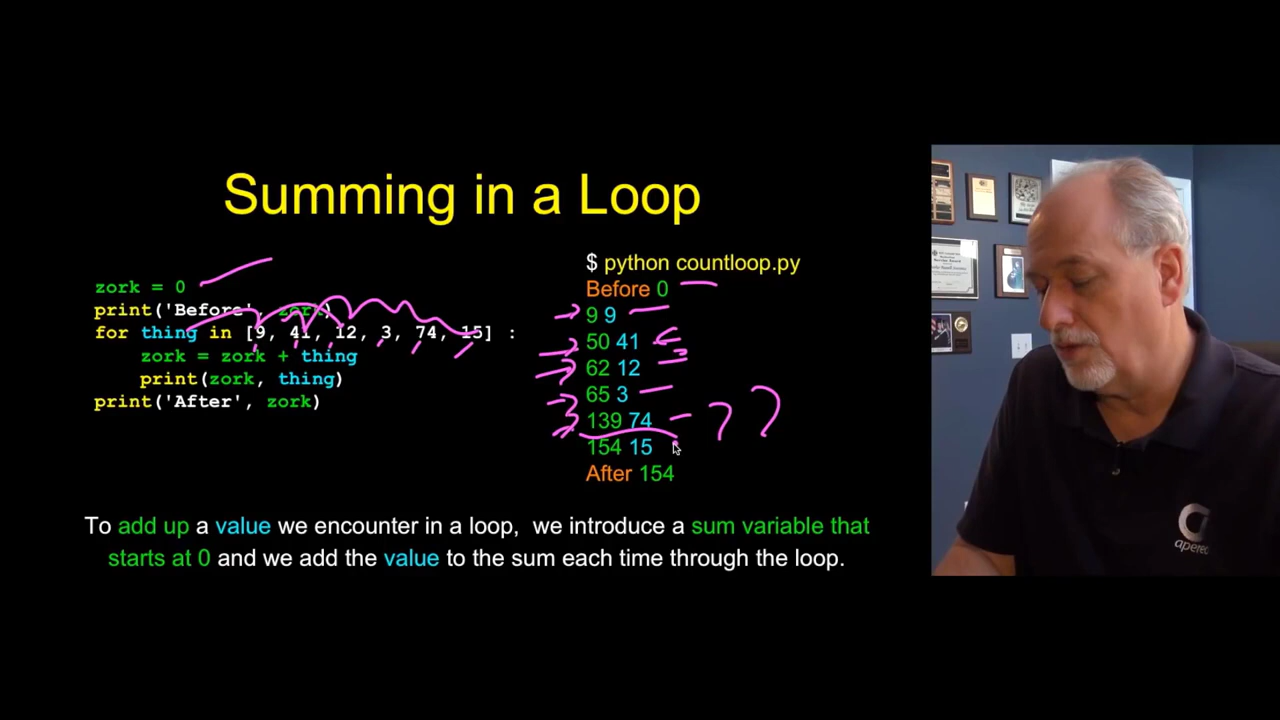 Summing in a Loop
zork = 0
print('Before', zork)
for thing in [9, 41, 12, 3, 74, 15] :
    zork = zork + thing
    print(zork, thing)
print('After', zork)
$ python countloop.py
Before 0
9 9
50 41
62 12
65 3
139 74
154 15
After 154
To add up a value we encounter in a loop,  we introduce a sum variable that
starts at 0 and we add the value to the sum each time through the loop.